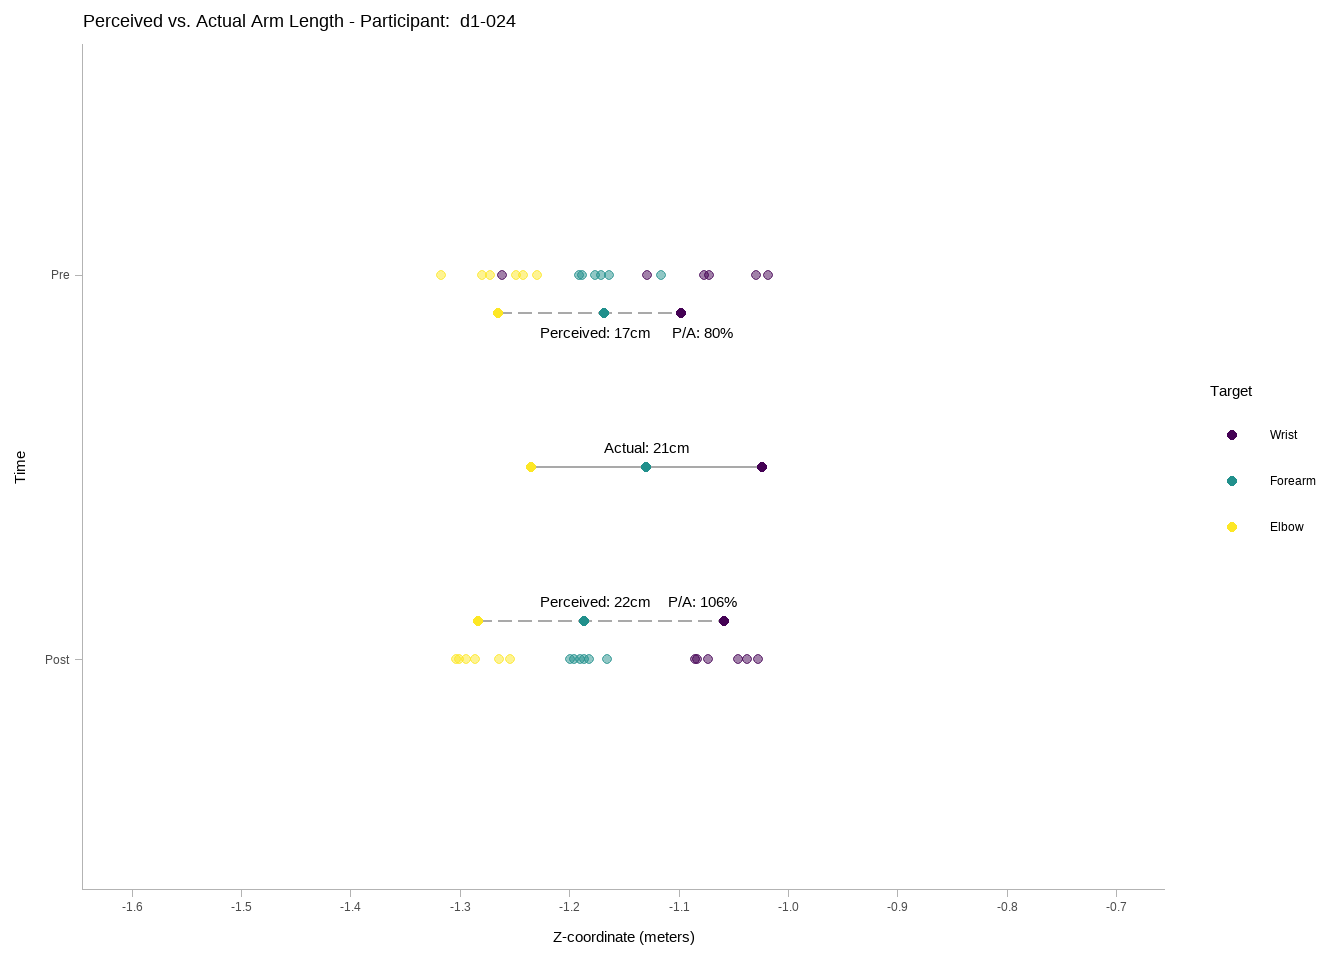 Perceived vs. Actual Arm Length - Participant:  d1-024
Pre
Perceived: 17cm P/A: 80%
Target
Wrist
Actual: 21cm
Time
Forearm
Elbow
Perceived: 22cm P/A: 106%
Post
-1.6 -1.5 -1.4 -1.3 -1.2 -1.1 -1.0 -0.9 -0.8 -0.7
Z-coordinate (meters)